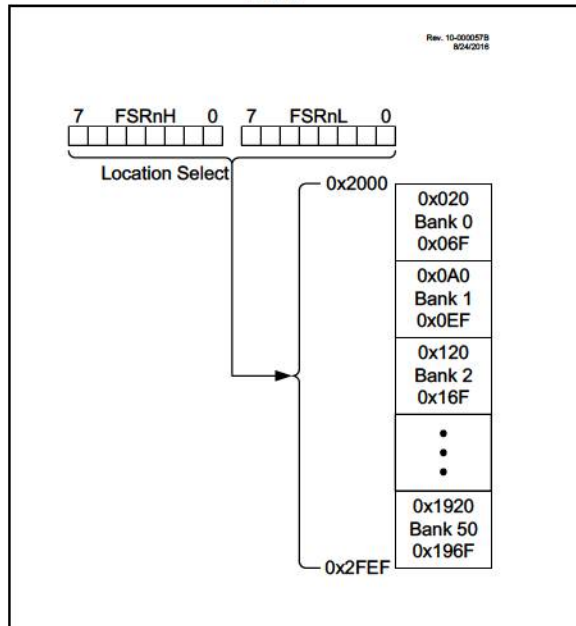 Rev. 10-000057B
8/24/2016
7 FSRnH 0 7 FSRnL 0
Location Select
0x2000
0x020
Bank 0
0x06F
0x0A0
Bank 1
0x0EF
0x120
Bank 2
0x16F
0x1920
Bank 50
0x196F
0x2FEF